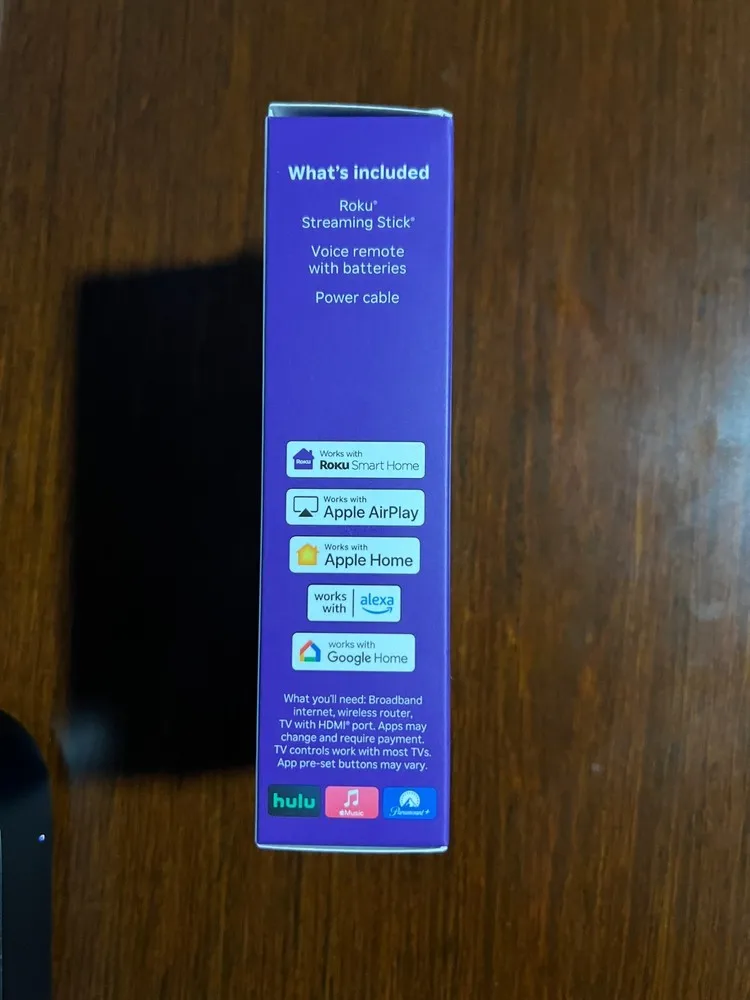 What's included
Roku®
Streaming Stick®
Voice remote
with batteries
Power cable
Roku
Works with
Roku Smart Home
Works with
Apple AirPlay
Works with
Apple Home
works
with
alexa
works with
Google Home
What you'll need: Broadband
internet, wireless router,
TV with HDMI® port. Apps may
change and require payment.
TV controls work with most TVs.
App pre-set buttons may vary.
hulu
Music
Paramount+